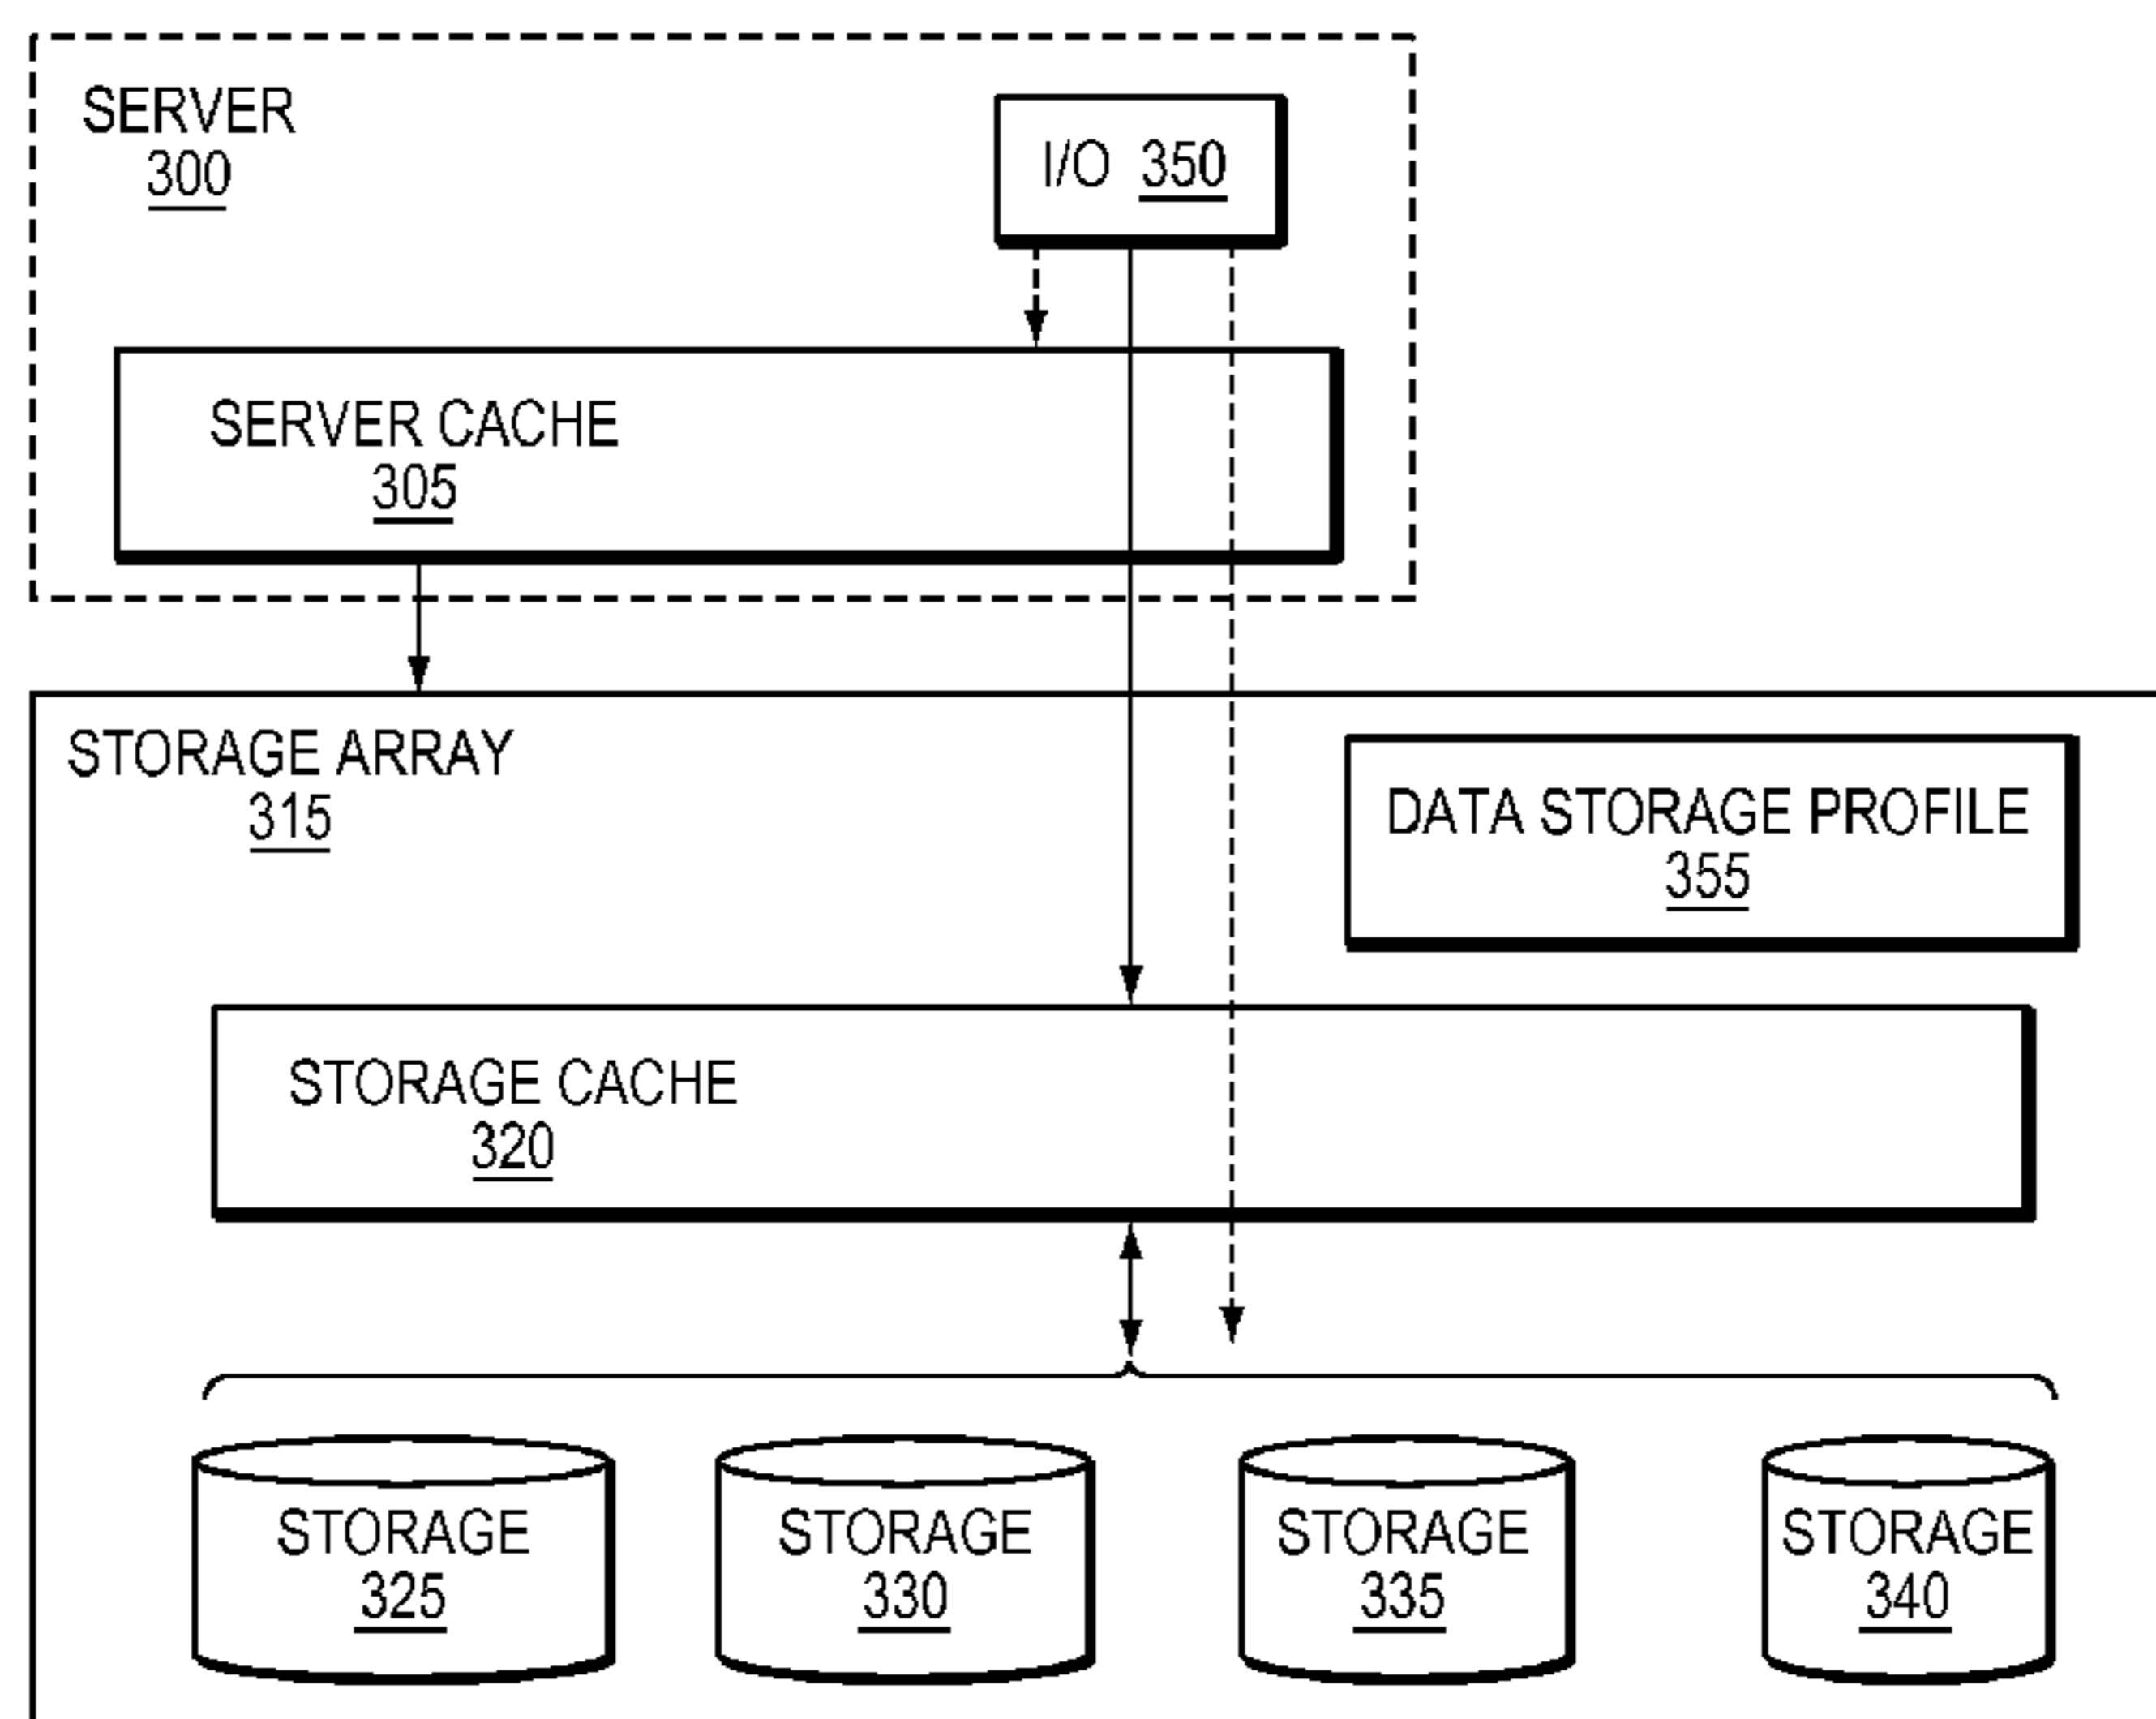 SERVER
300
I/O 350
SERVER CACHE
305
STORAGE ARRAY
315
DATA STORAGE PROFILE
355
STORAGE CACHE
320
STORAGE
325
STORAGE
330
STORAGE
335
STORAGE
340